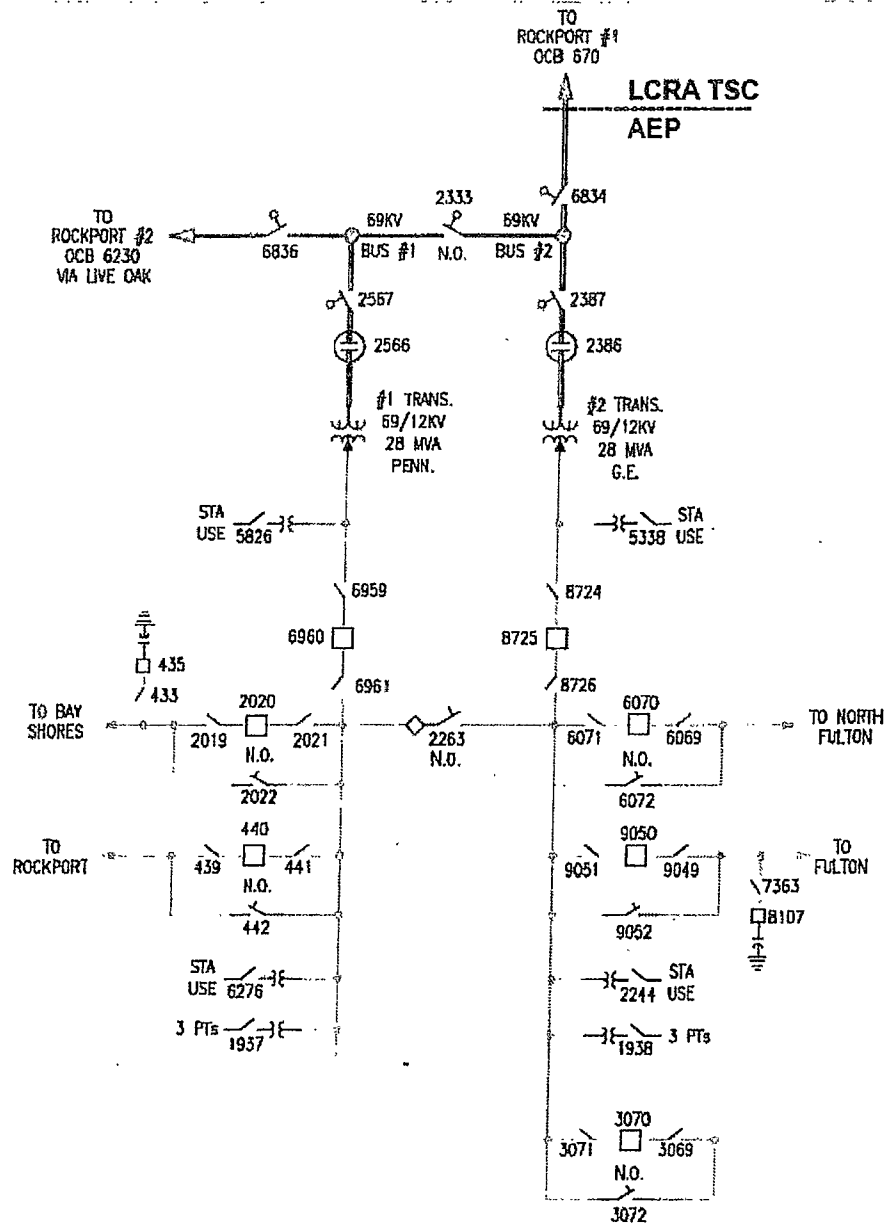 TO
ROCKPORT #1
OCB 670
LCRA TSC
AEP
6834
2333
TO
ROCKPORT #2
OCB 6230
VIA LIVE OAK
6836
69KV
BUS #1
N.O.
69KV
BUS #2
2567
2387
2566
2386
#1 TRANS.
69/12KV
28 MVA
PENN.
#2 TRANS.
69/12KV
28 MVA
G.E.
STA
USE
5826
5338
STA
USE
6959
8724
6960
8725
435
433
6961
8726
TO BAY
SHORES
2019
2020
N.O.
2021
2022
2263
N.O.
6071
6070
N.O.
6069
6072
TO NORTH
FULTON
TO
ROCKPORT
439
440
N.O.
441
442
9051
9050
9049
9052
TO
FULTON
7363
8107
STA
USE
6276
2244
STA
USE
3 PTs
1937
1938
3 PTs
3071
3070
N.O.
3069
3072